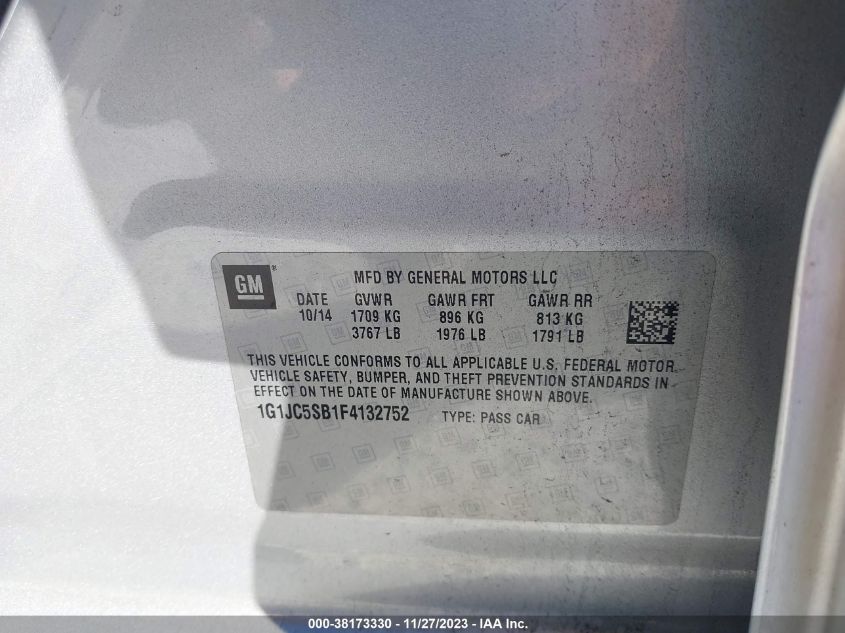 GM ® MFD BY GENERAL MOTORS LLC
DATE GVWR GAWR FRT GAWR RR
10/14 1709 KG 896 KG 813 KG
3767 LB 1976 LB 1791 LB
THIS VEHICLE CONFORMS TO ALL APPLICABLE U.S. FEDERAL MOTOR
VEHICLE SAFETY, BUMPER, AND THEFT PREVENTION STANDARDS IN
EFFECT ON THE DATE OF MANUFACTURE SHOWN ABOVE.
1G1JC5SB1F4132752 TYPE: PASS CAR
000-38173330 - 11/27/2023 - IAAI.COM